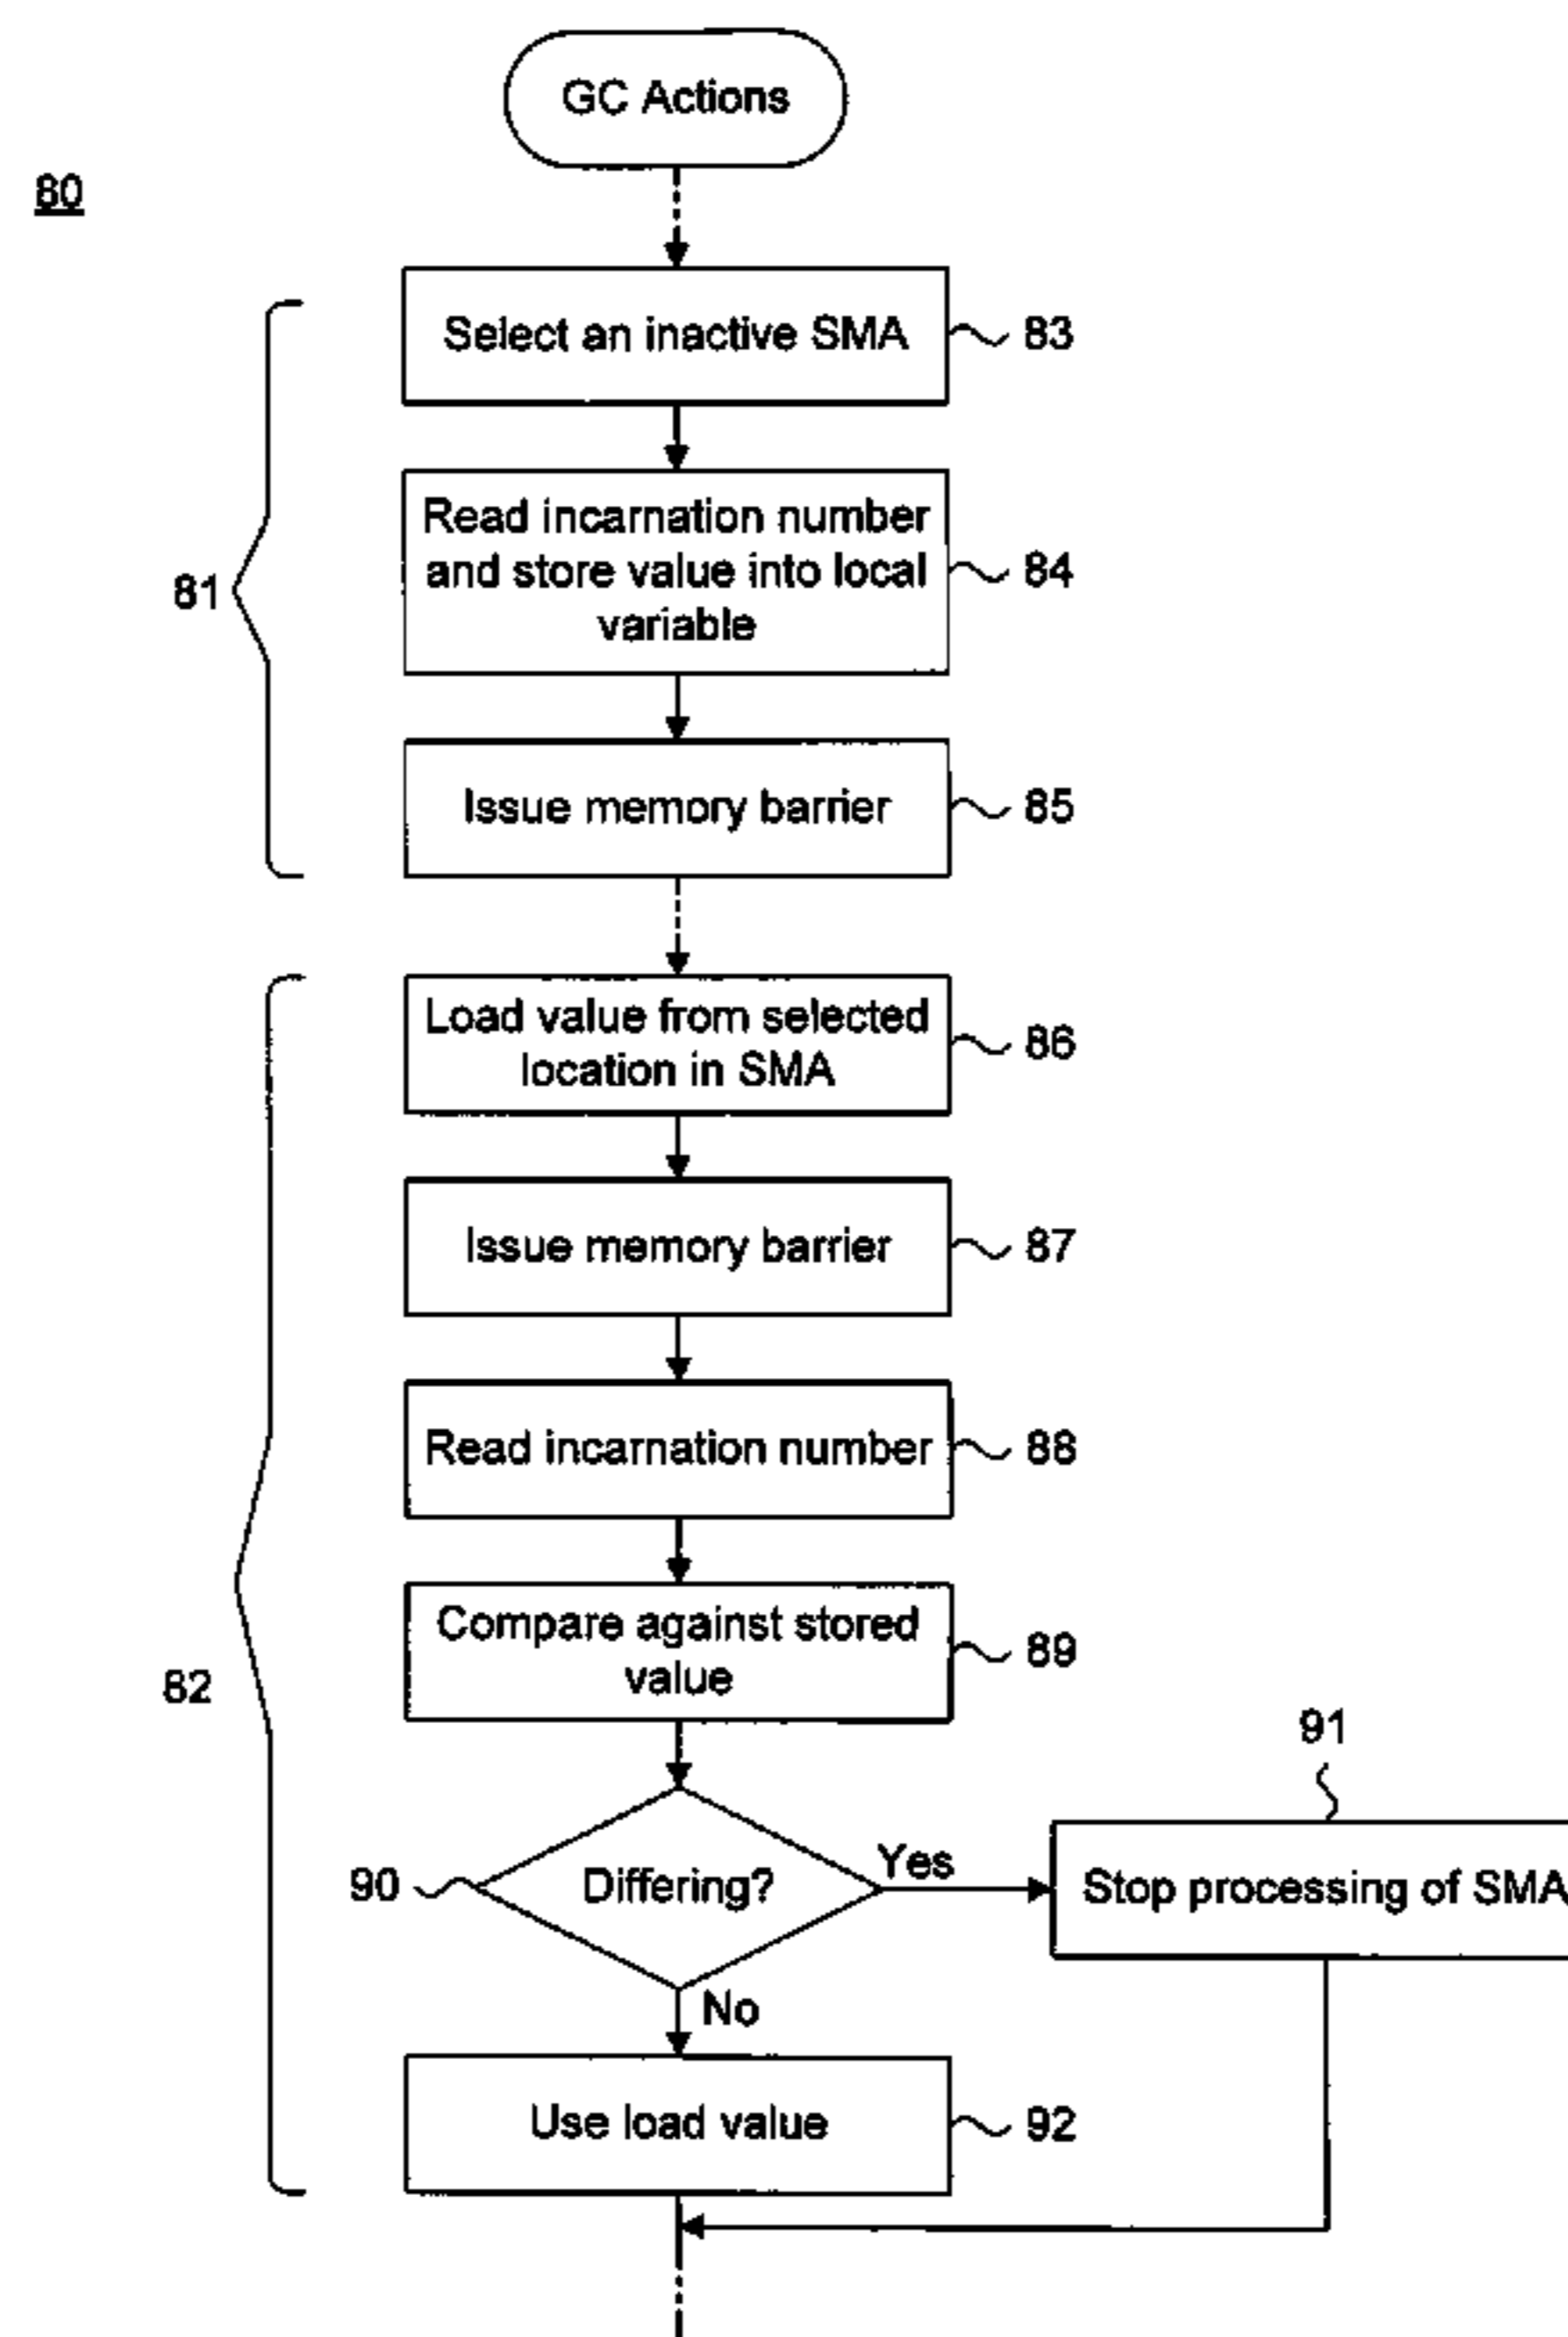 GC Actions
80
Select an inactive SMA
83
Read incarnation number
and store value into local
variable
84
81
Issue memory barrier
85
Load value from selected
location in SMA
86
Issue memory barrier
87
Read incarnation number
88
Compare against stored
value
89
82
91
90
Differing?
Yes
Stop processing of SMA
No
Use load value
92